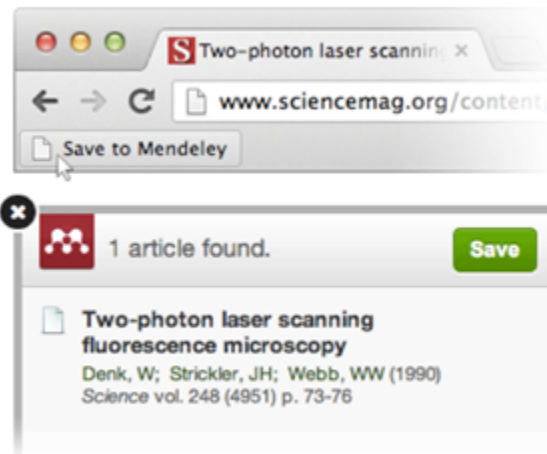 S Two-photon laser scannin
www.sciencemag.org/content
Save to Mendeley
1 article found.
Save
Two-photon laser scanning
fluorescence microscopy
Denk, W; Strickler, JH; Webb, WW (1990)
Science vol. 248 (4951) p. 73-76